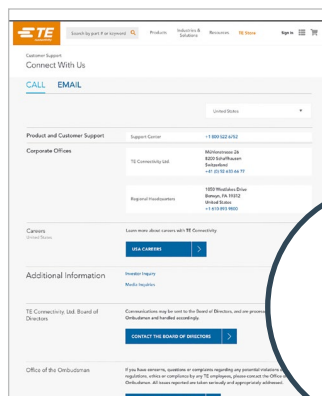 TE
Search by part # or keyword
Products
Industries & Solutions
Resources
TE Store
Sign in
Customer Support
Connect With Us
CALL EMAIL
United States
Product and Customer Support
Support Center
+1 800 522 6752
Corporate Offices
TE Connectivity Ltd.
Mühlenstrasse 26
8200 Schaffhausen
Switzerland
+41 (0) 52 633 66 77
Regional Headquarters
1050 Westlakes Drive
Berwyn, PA 19312
United States
+1 610 893 9800
Careers
United States
Learn more about careers with TE Connectivity
USA CAREERS
Additional Information
Investor Inquiry
Media Inquiries
TE Connectivity, Ltd. Board of
Directors
Communications may be sent to the Board of Directors, and are processed
Ombudsman and handled accordingly.
CONTACT THE BOARD OF DIRECTORS
Office of the Ombudsman
If you have concerns, questions or complaints regarding any potential violations
regulations, ethics or compliance by any TE employees, please contact the Office
Ombudsman. All issues reported are taken seriously and appropriately addressed.